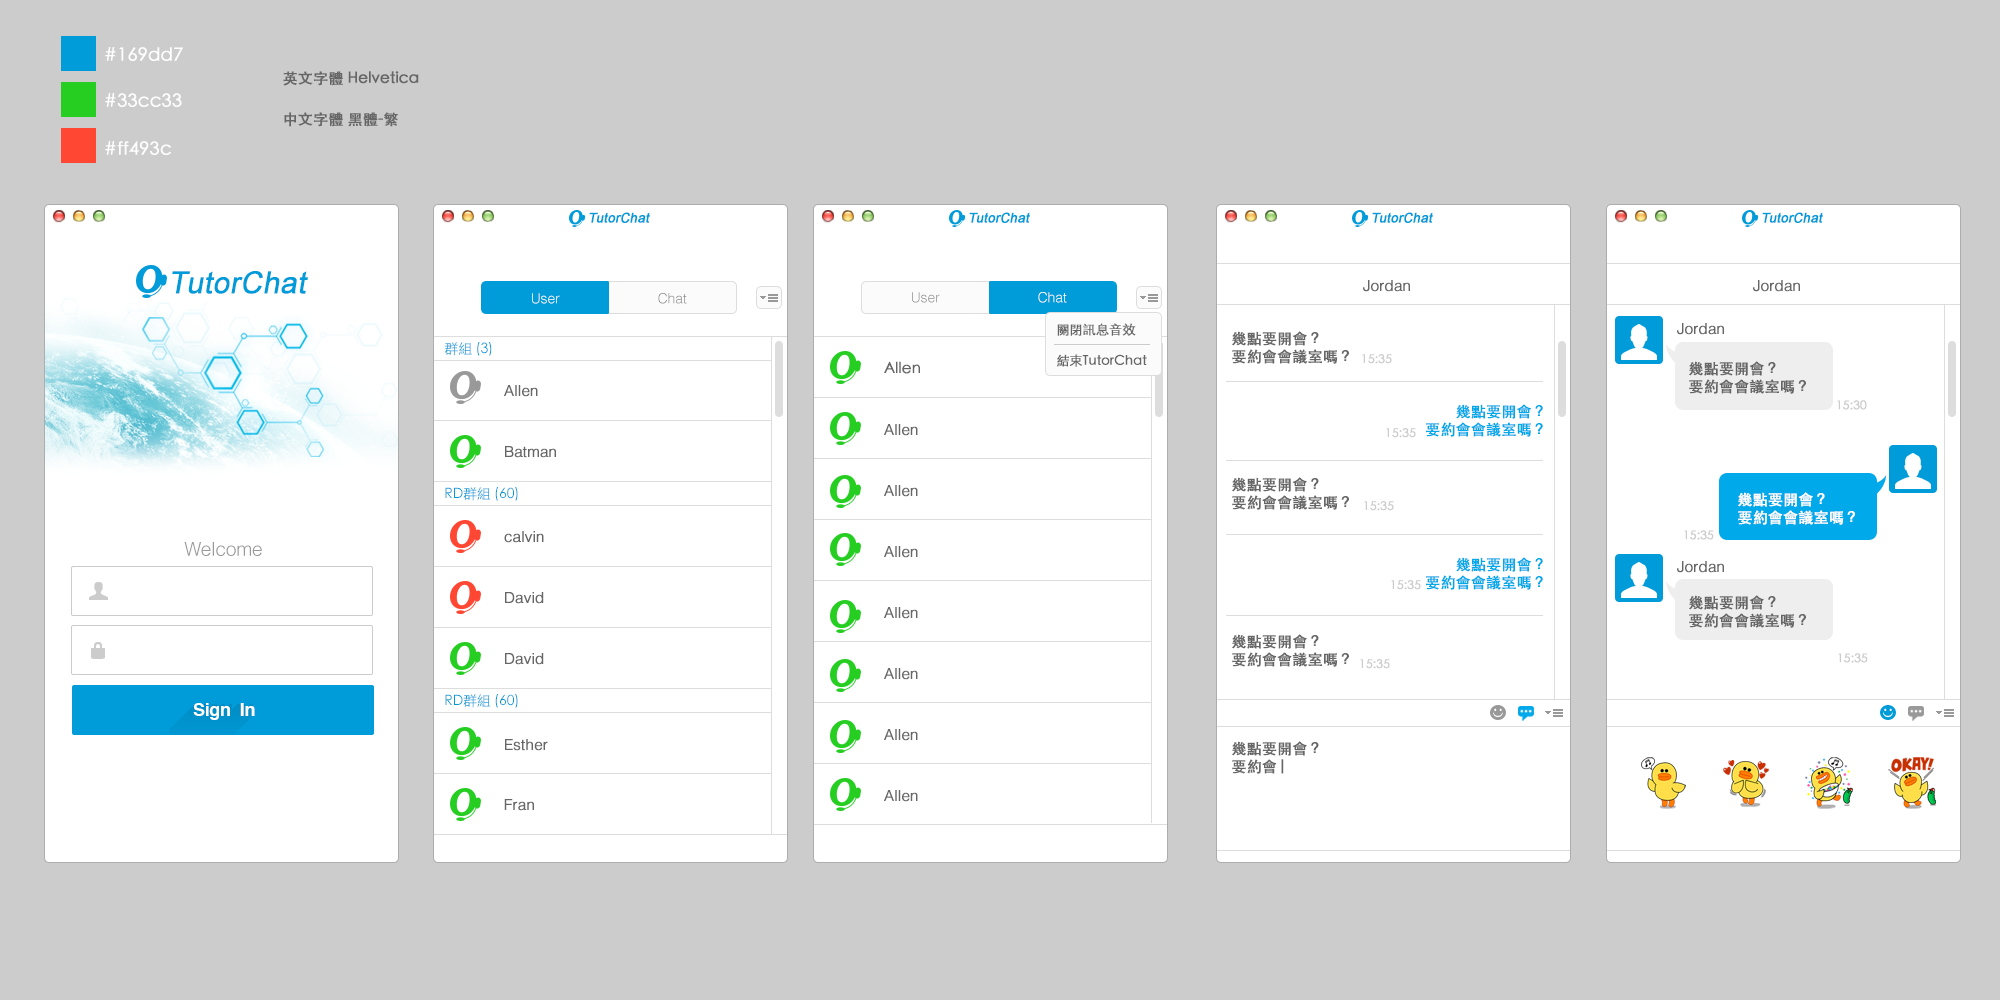 #169dd7
#33cc33
#ff493c
英文字體 Helvetica
中文字體 黑體-繁
TutorChat
Welcome
Sign In
TutorChat
User
Chat
群組 (3)
Allen
Batman
RD群組 (60)
calvin
David
David
RD群組 (60)
Esther
Fran
TutorChat
User
Chat
關閉訊息音效
結束TutorChat
Allen
Allen
Allen
Allen
Allen
Allen
Allen
Allen
TutorChat
Jordan
幾點要開會？
要約會會議室嗎？ 15:35
幾點要開會？
15:35 要約會會議室嗎？
幾點要開會？
要約會會議室嗎？ 15:35
幾點要開會？
15:35 要約會會議室嗎？
幾點要開會？
要約會會議室嗎？ 15:35
幾點要開會？
要約會
TutorChat
Jordan
Jordan
幾點要開會？
要約會會議室嗎？
15:30
幾點要開會？
要約會會議室嗎？
15:35
Jordan
幾點要開會？
要約會會議室嗎？
15:35
OKAY!